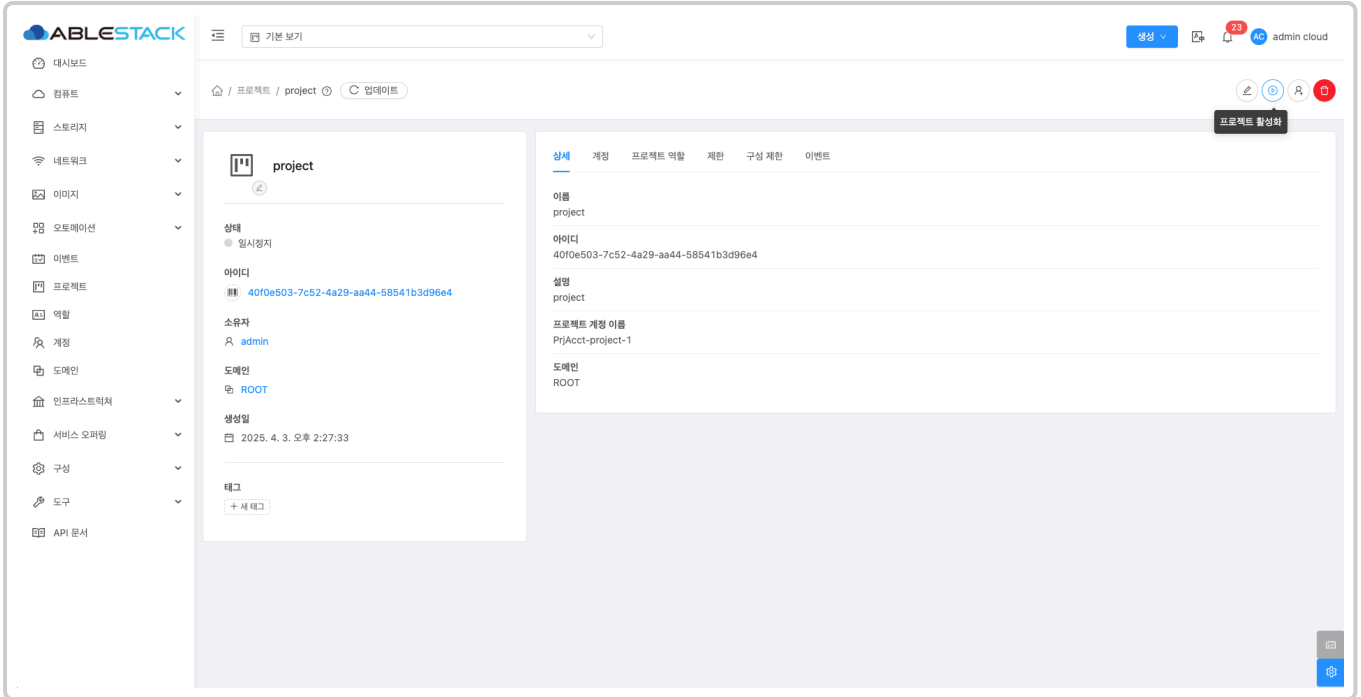 ABLESTACK
기본 보기
생성
23
AC
admin cloud
대시보드
컴퓨트
스토리지
네트워크
이미지
오토메이션
이벤트
프로젝트
역할
계정
도메인
인프라스트럭쳐
서비스 오퍼링
구성
도구
API 문서
/ 프로젝트 / project
업데이트
프로젝트 활성화
project
상태
일시정지
아이디
40f0e503-7c52-4a29-aa44-58541b3d96e4
소유자
admin
도메인
ROOT
생성일
2025. 4. 3. 오후 2:27:33
태그
+ 새 태그
상세 계정 프로젝트 역할 제한 구성 제한 이벤트
이름
project
아이디
40f0e503-7c52-4a29-aa44-58541b3d96e4
설명
project
프로젝트 계정 이름
PrjAcct-project-1
도메인
ROOT